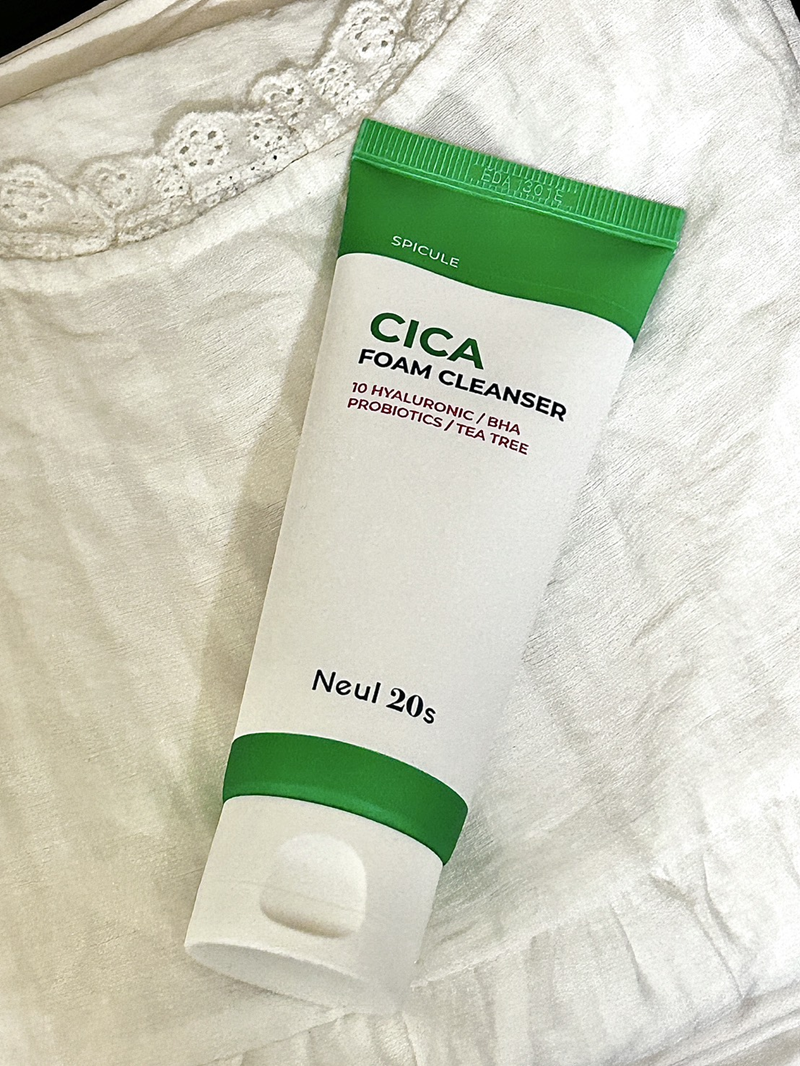 SPICULE
CICA
FOAM CLEANSER
10 HYALURONIC / BHA
PROBIOTICS / TEA TREE
Neul 20s